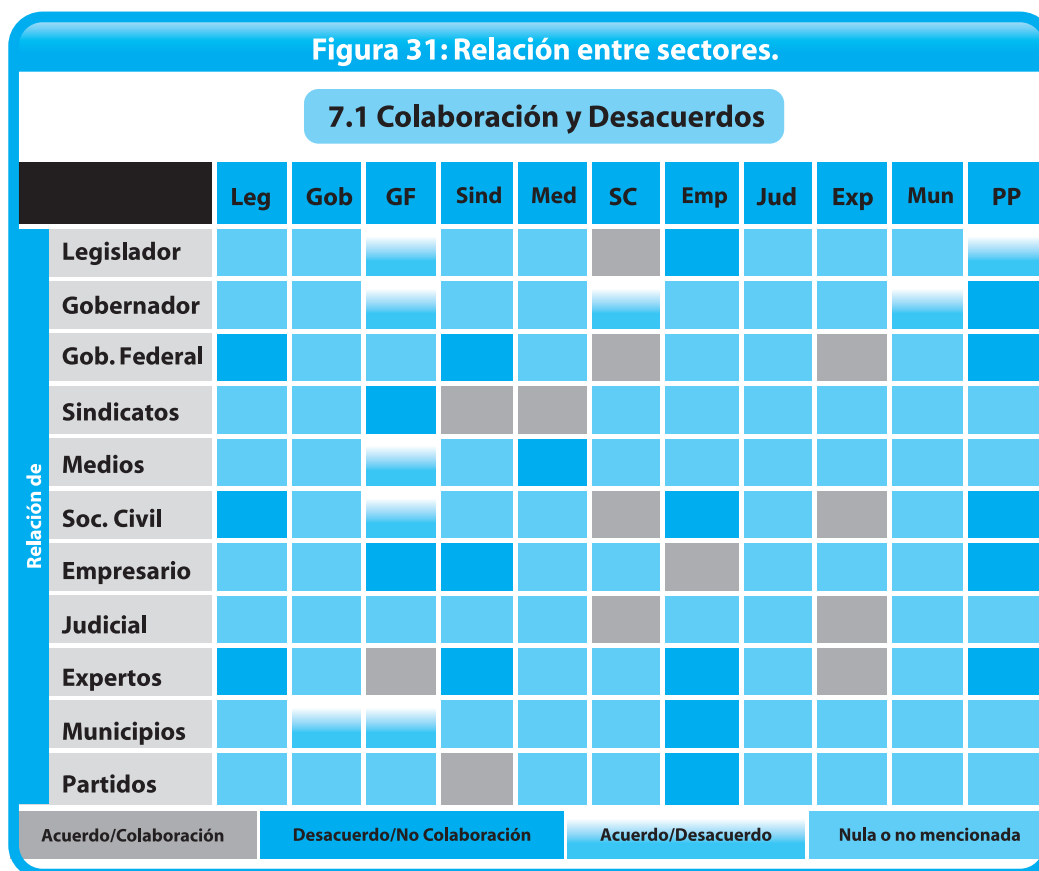 Figura 31: Relación entre sectores.
7.1 Colaboración y Desacuerdos
Leg Gob GF Sind Med SC Emp Jud Exp Mun PP
Relación de
Legislador
Gobernador
Gob. Federal
Sindicatos
Medios
Soc. Civil
Empresario
Judicial
Expertos
Municipios
Partidos
Acuerdo/Colaboración Desacuerdo/No Colaboración Acuerdo/Desacuerdo Nula o no mencionada